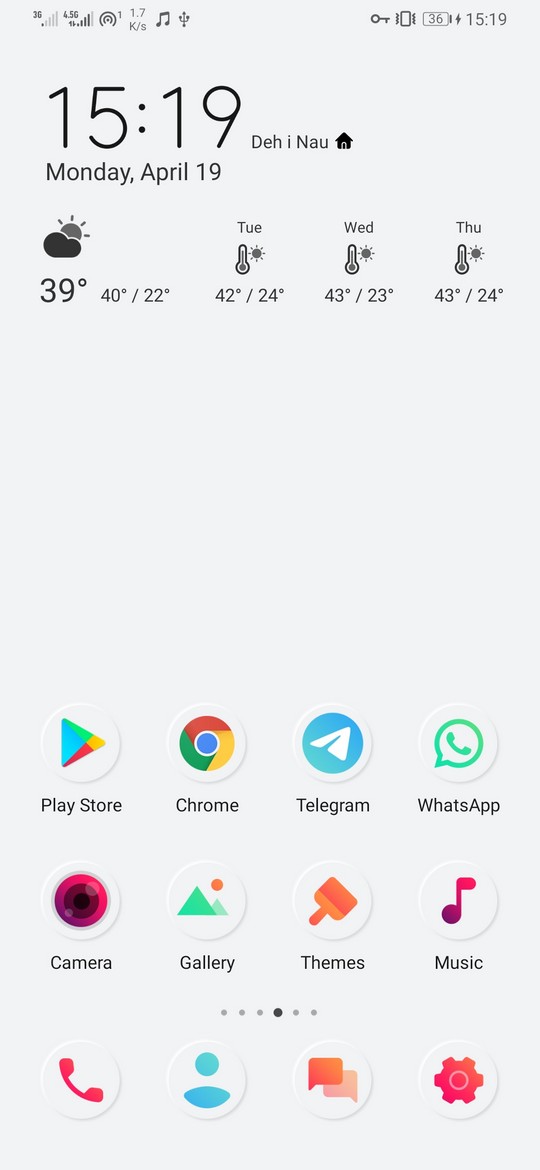 3G 4.5G 1 1.7 K/s 36 15:19
15:19 Deh i Nau
Monday, April 19
Tue Wed Thu
39° 40° / 22° 42° / 24° 43° / 23° 43° / 24°
Play Store Chrome Telegram WhatsApp
Camera Gallery Themes Music